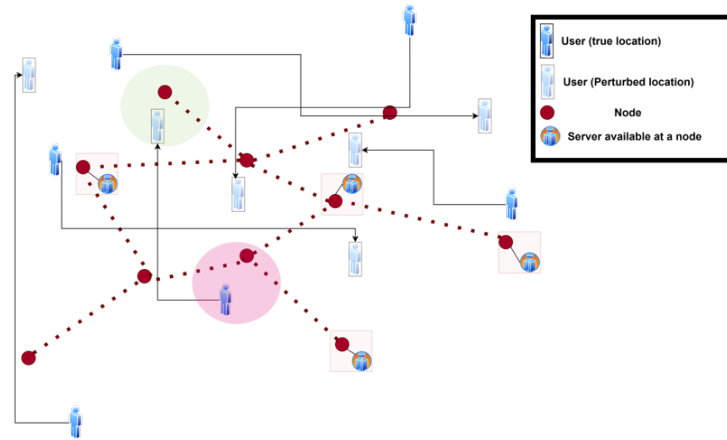 User (true location)
User (Perturbed location)
Node
Server available at a node